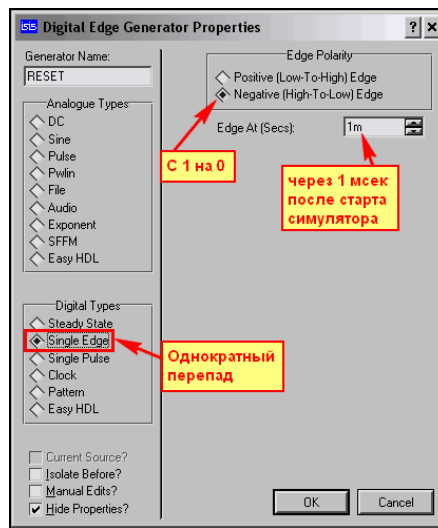 isis Digital Edge Generator Properties
Generator Name:
RESET
Analogue Types
DC
Sine
Pulse
Pwlin
File
Audio
Exponent
SFFM
Easy HDL
Digital Types
Steady State
Single Edge
Single Pulse
Clock
Pattern
Easy HDL
Current Source?
Isolate Before?
Manual Edits?
Hide Properties?
Edge Polarity
Positive (Low-To-High) Edge
Negative (High-To-Low) Edge
Edge At (Secs):
1m
С 1 на 0
через 1 мсек
после старта
симулятора
Однократный
перепад
OK
Cancel